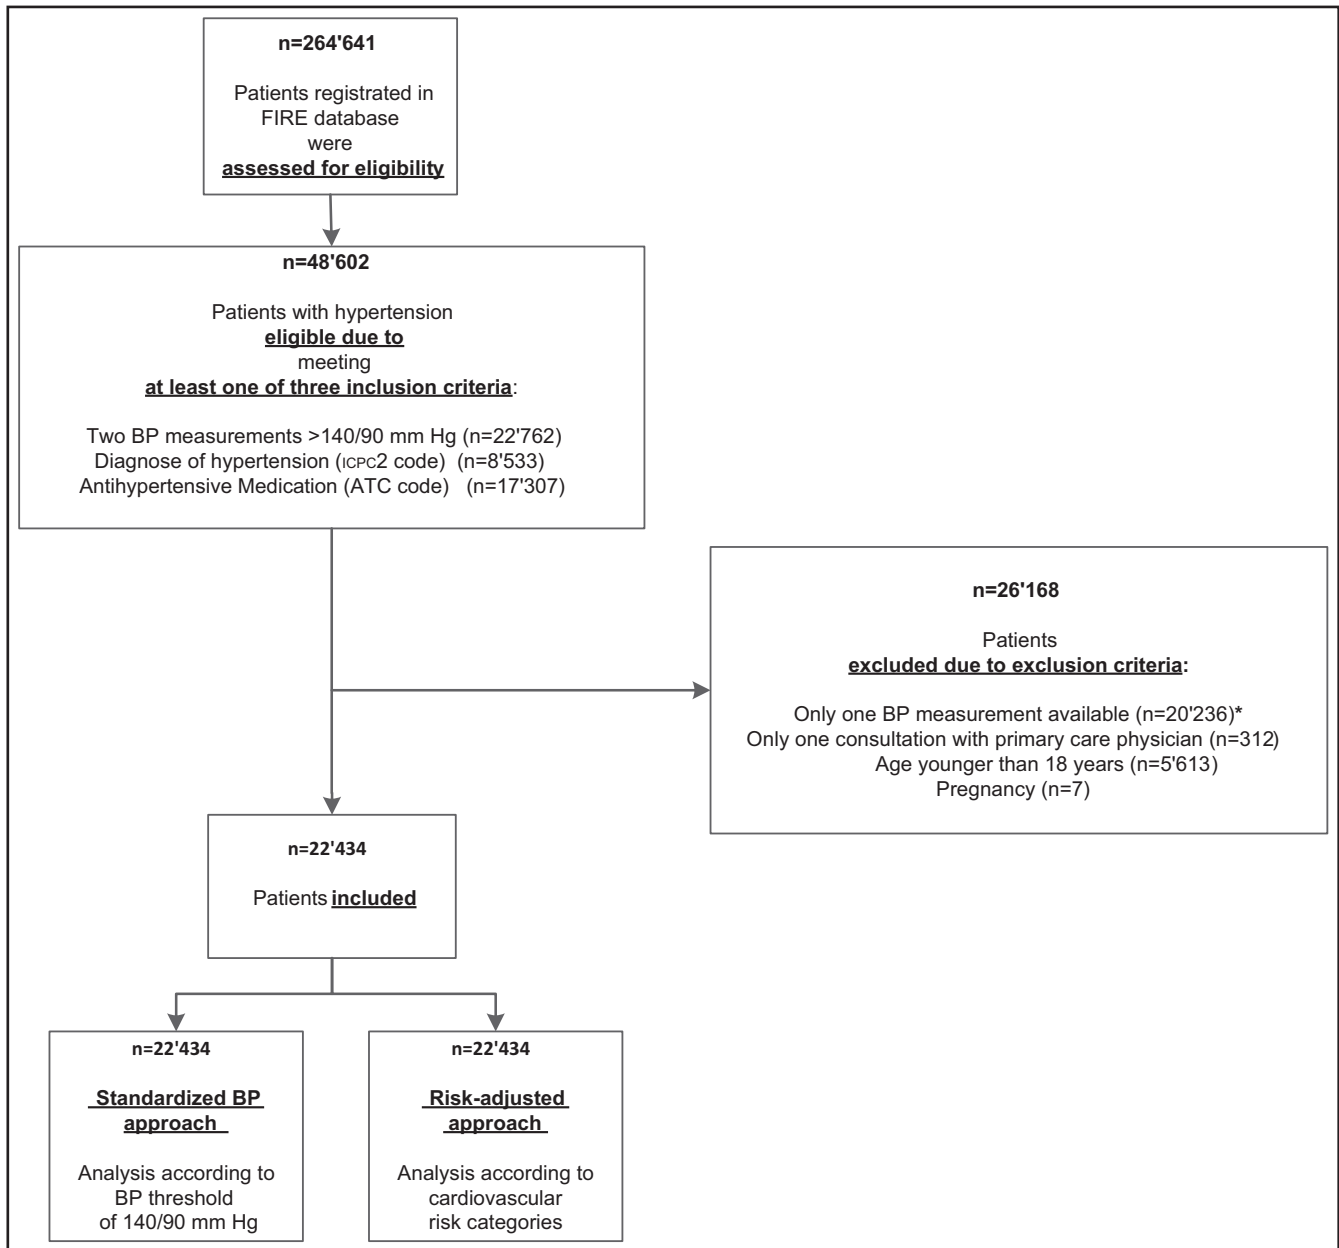 n=264'641
Patients registrated in
FIRE database
were
assessed for eligibility
n=48'602
Patients with hypertension
eligible due to
meeting
at least one of three inclusion criteria:
Two BP measurements >140/90 mm Hg (n=22'762)
Diagnose of hypertension (ICPC2 code) (n=8'533)
Antihypertensive Medication (ATC code) (n=17'307)
n=26'168
Patients
excluded due to exclusion criteria:
Only one BP measurement available (n=20'236)*
Only one consultation with primary care physician (n=312)
Age younger than 18 years (n=5'613)
Pregnancy (n=7)
n=22'434
Patients included
n=22'434
Standardized BP
approach
Analysis according to
BP threshold
of 140/90 mm Hg
n=22'434
Risk-adjusted
approach
Analysis according to
cardiovascular
risk categories